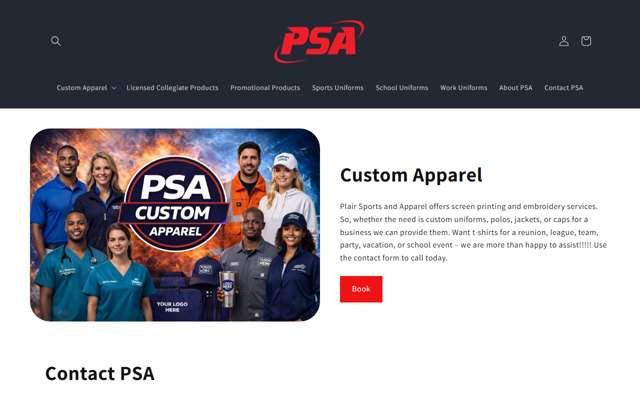 PSA
Custom Apparel
Licensed Collegiate Products
Promotional Products
Sports Uniforms
School Uniforms
Work Uniforms
About PSA
Contact PSA
PSA
CUSTOM
APPAREL
YOUR LOGO
HERE
Custom Apparel
Plair Sports and Apparel offers screen printing and embroidery services.
So, whether the need is custom uniforms, polos, jackets, or caps for a
business we can provide them. Want t-shirts for a reunion, league, team,
party, vacation, or school event – we are more than happy to assist!!!!! Use
the contact form to call today.
Book
Contact PSA